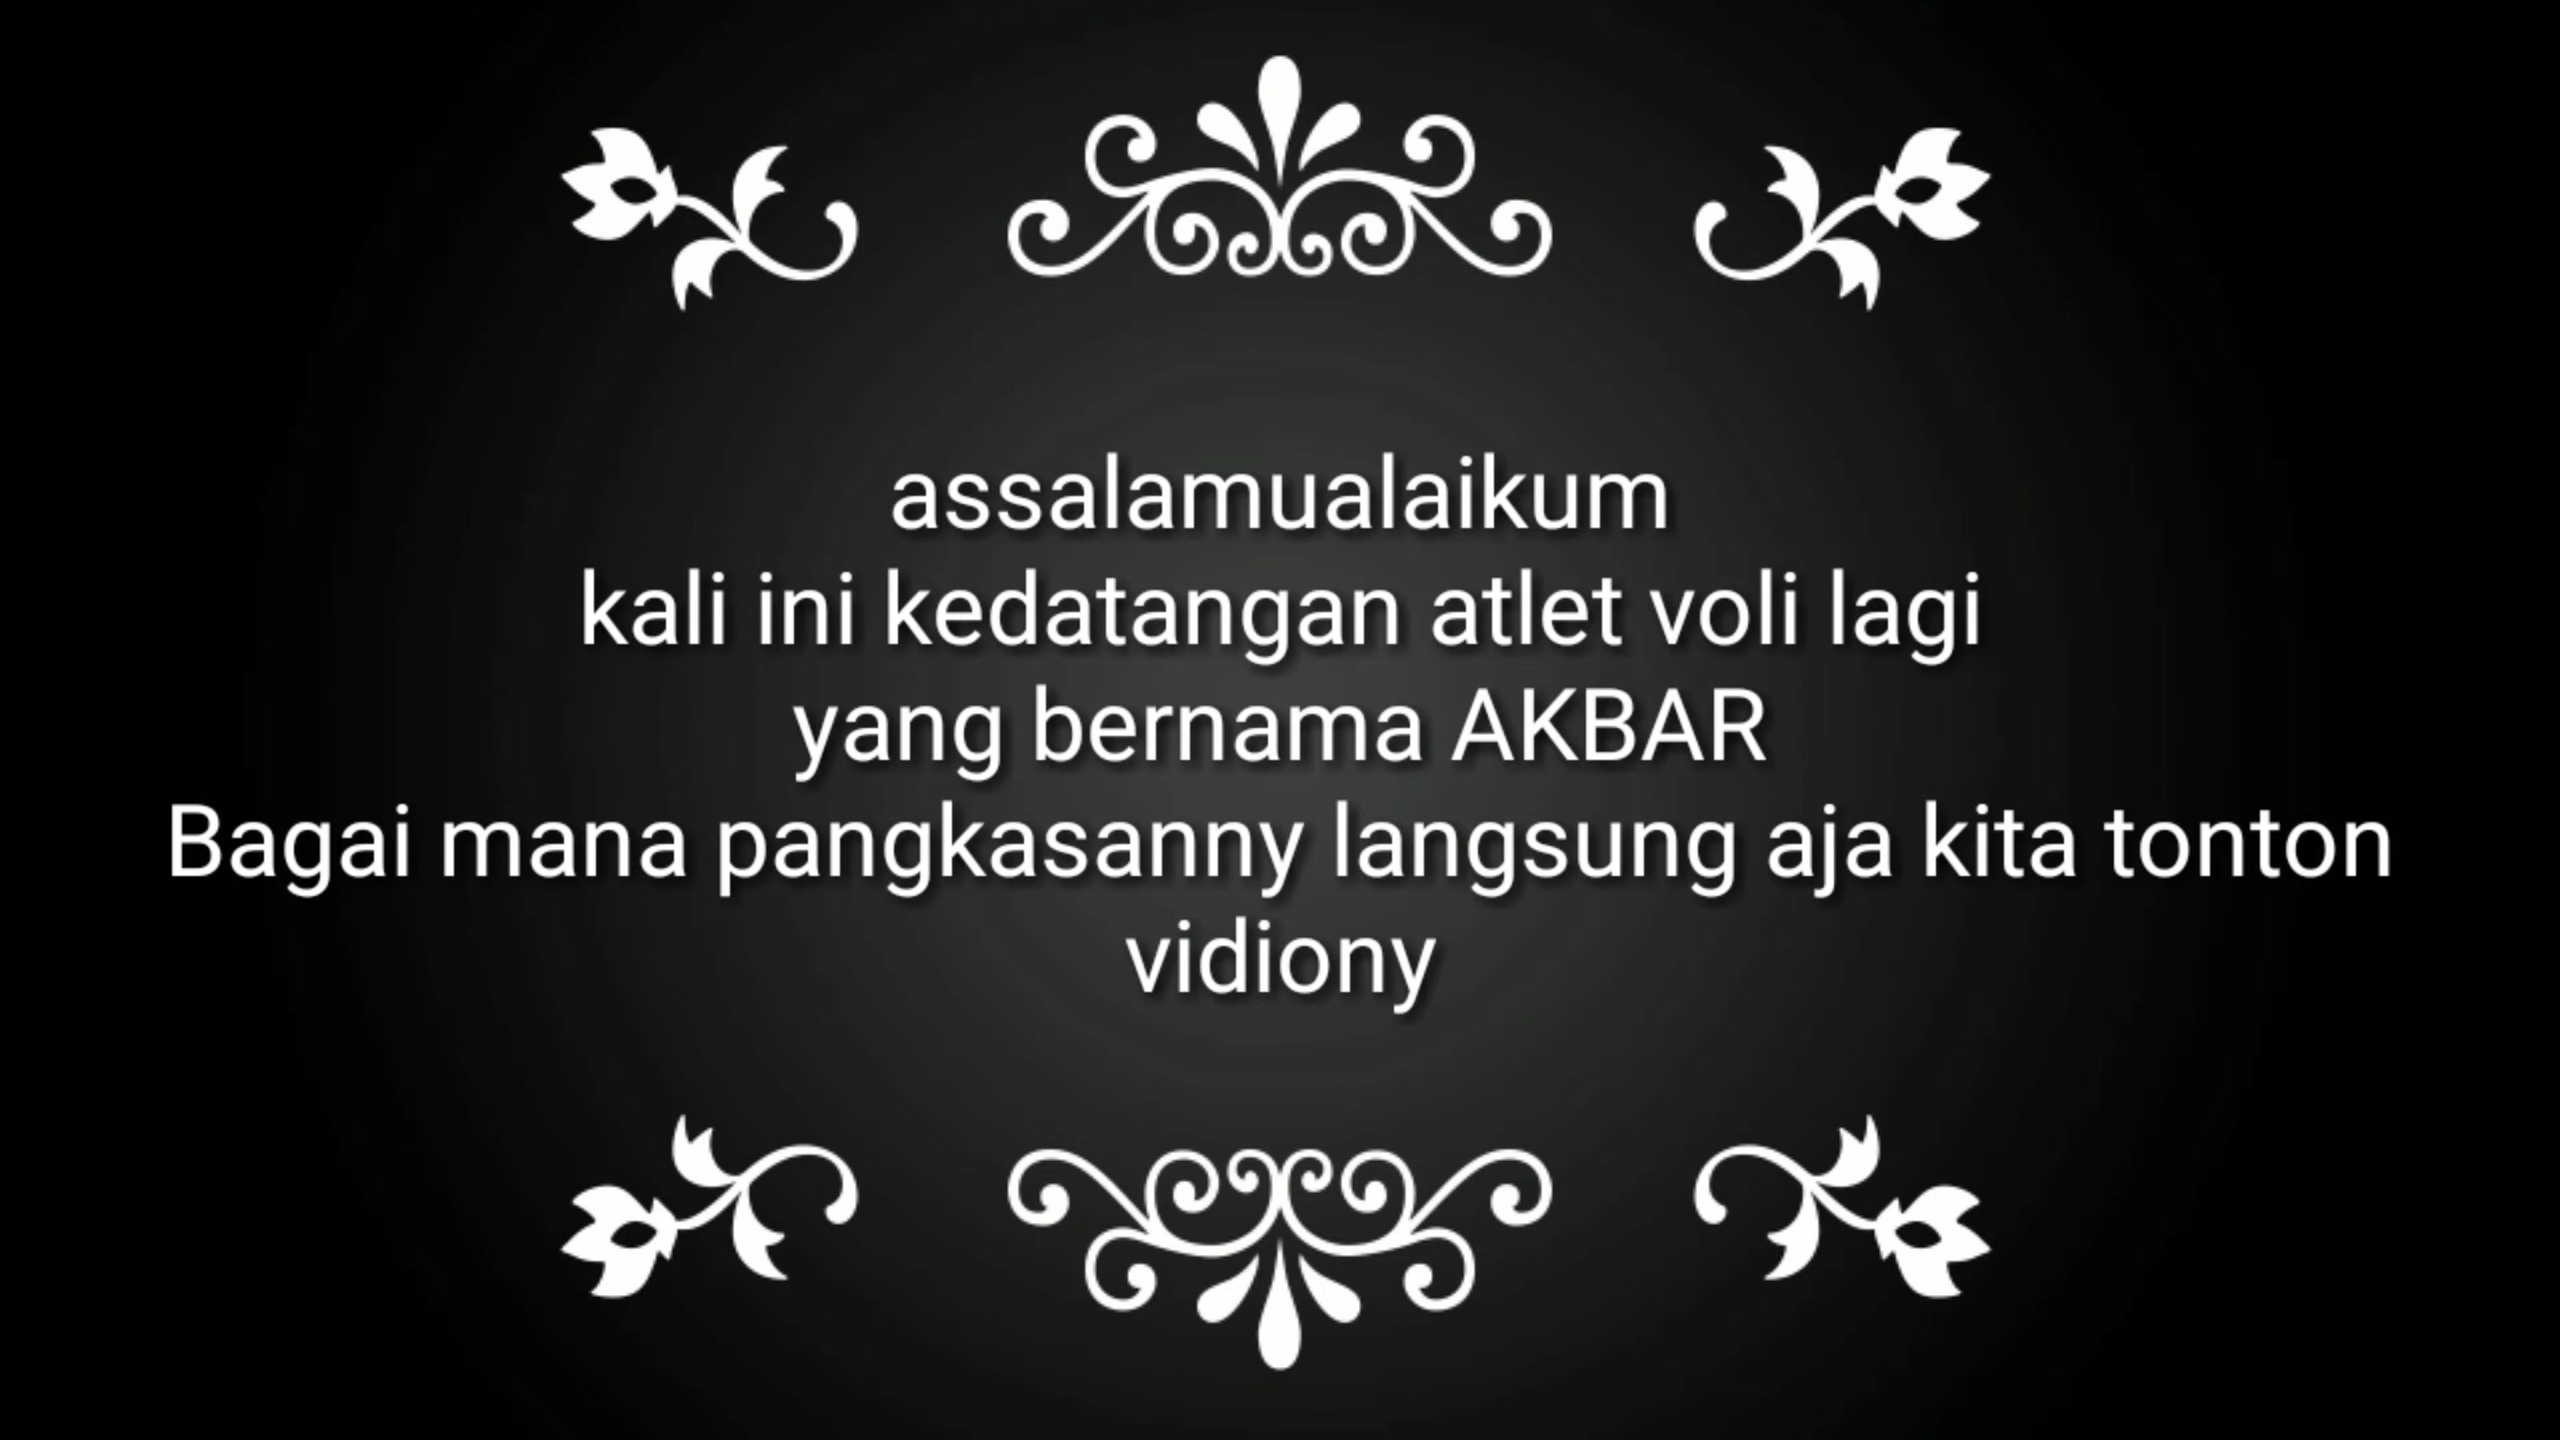 assalamualaikum
kali ini kedatangan atlet voli lagi
yang bernama AKBAR
Bagai mana pangkasanny langsung aja kita tonton
vidiony